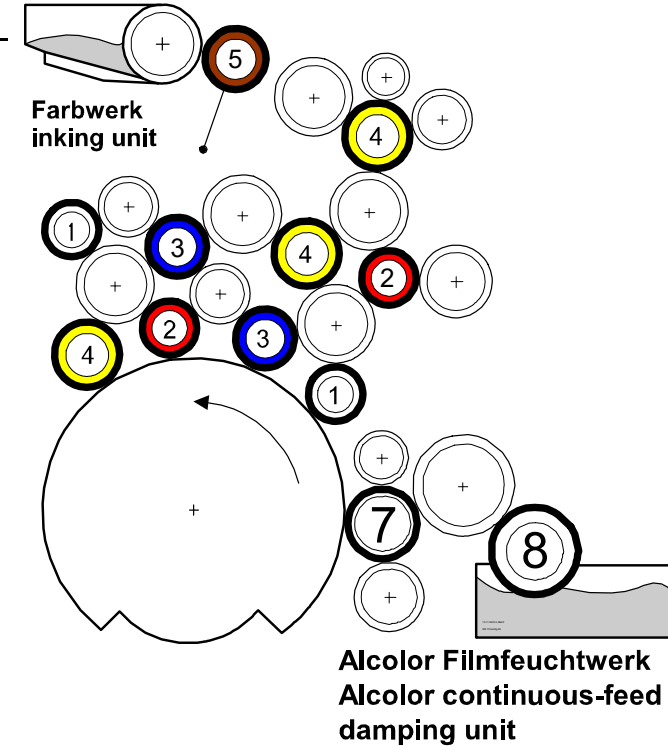 5
Farbwerk
inking unit
4
1
3
4
2
2
3
4
1
7
8
Alcolor Filmfeuchtwerk
Alcolor continuous-feed
damping unit